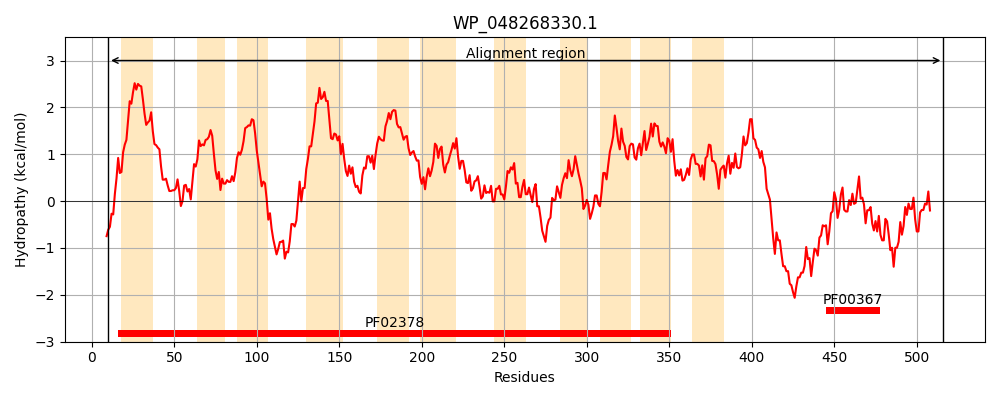 WP_048268330.1
Alignment region
3
2
1
0
−1
−2
−3
Hydropathy (kcal/mol)
PF00367
PF02378
0 50 100 150 200 250 300 350 400 450 500
Residues